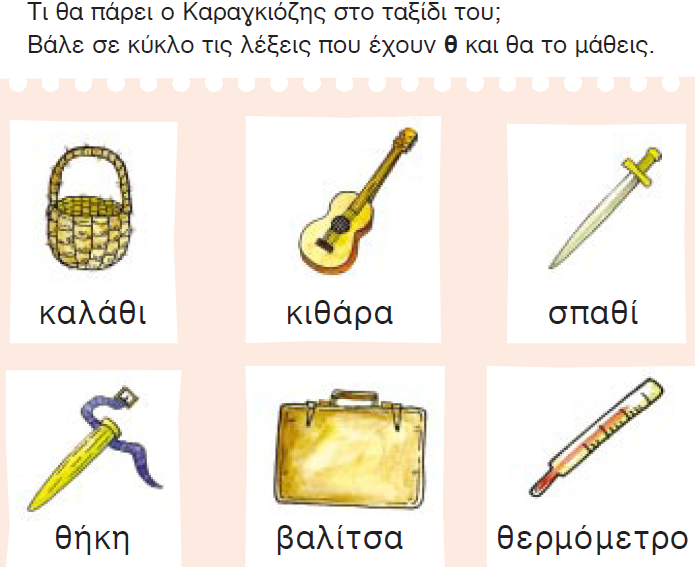 Τι θα πάρει ο Καραγκιόζης στο ταξίδι του;
Βάλε σε κύκλο τις λέξεις που έχουν θ και θα το μάθεις.
καλάθι
κιθάρα
σπαθί
θήκη
βαλίτσα
θερμόμετρο